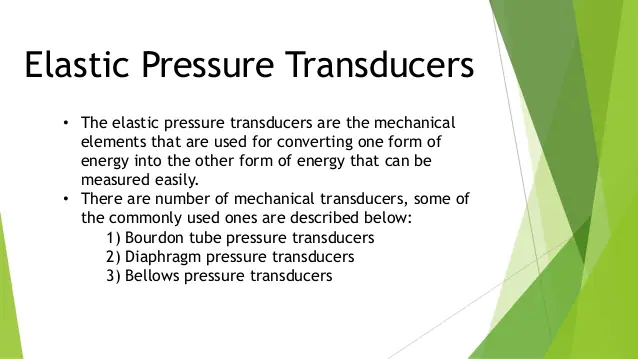 Elastic Pressure Transducers
• The elastic pressure transducers are the mechanical
elements that are used for converting one form of
energy into the other form of energy that can be
measured easily.
• There are number of mechanical transducers, some of
the commonly used ones are described below:
1) Bourdon tube pressure transducers
2) Diaphragm pressure transducers
3) Bellows pressure transducers